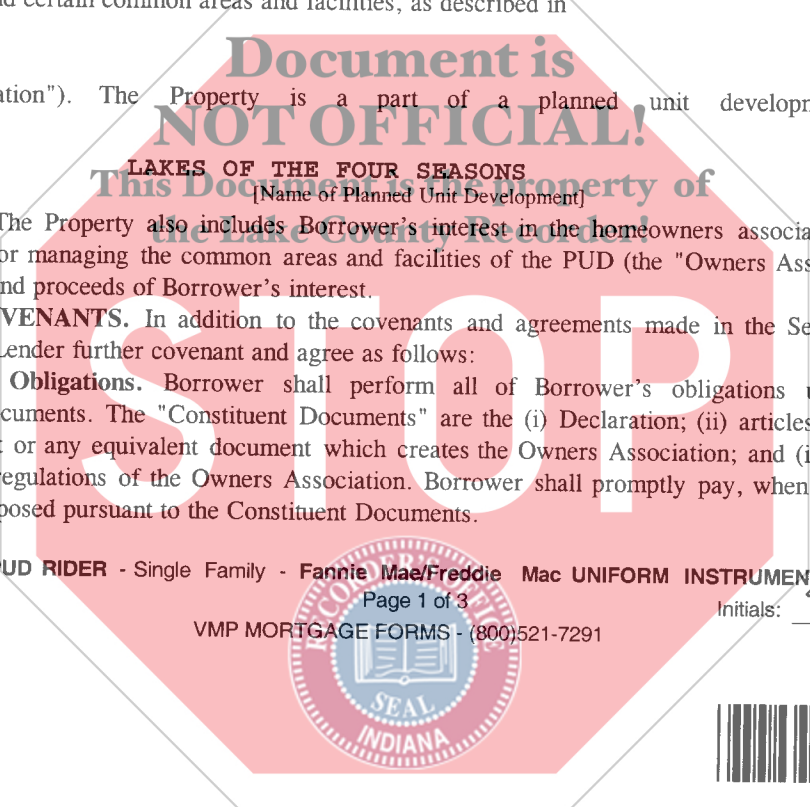 nd certain common areas and facilities, as described in
Document is
ation"). The Property is a part of a planned unit developm
NOT OFFICIAL!
LAKES OF THE FOUR SEASONS
This Document is the property of
[Name of Planned Unit Development]
The Property also includes Borrower's interest in the homeowners associa
the Lake County Recorder!
or managing the common areas and facilities of the PUD (the "Owners Ass
nd proceeds of Borrower's interest.
VENANTS. In addition to the covenants and agreements made in the Se
Lender further covenant and agree as follows:
STOP
Obligations. Borrower shall perform all of Borrower's obligations u
cuments. The "Constituent Documents" are the (i) Declaration; (ii) articles
t or any equivalent document which creates the Owners Association; and (i
regulations of the Owners Association. Borrower shall promptly pay, when
posed pursuant to the Constituent Documents.
PUD RIDER - Single Family - Fannie Mae/Freddie Mac UNIFORM INSTRUMEN
Page 1 of 3
Initials:
VMP MORTGAGE FORMS - (800)521-7291
RECORDER'S OFFICE
SEAL
INDIANA